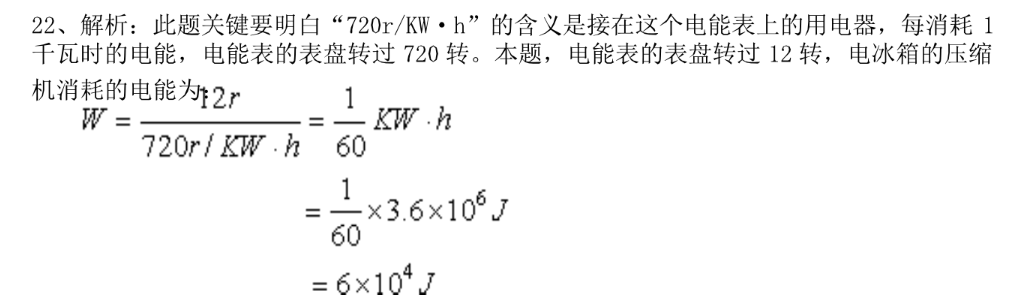 22、解析：此题关键要明白“720r/KW·h”的含义是接在这个电能表上的用电器，每消耗 1
千瓦时的电能，电能表的表盘转过 720 转。本题，电能表的表盘转过 12 转，电冰箱的压缩
机消耗的电能为：
W = 12r / 720r/KW·h = 1/60 KW·h
= 1/60 ×3.6×10⁶ J
= 6×10⁴ J